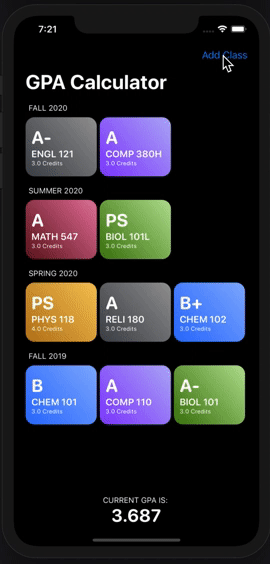 7:21
Add Class
GPA Calculator
FALL 2020
A-
ENGL 121
3.0 Credits
A
COMP 380H
3.0 Credits
SUMMER 2020
A
MATH 547
3.0 Credits
PS
BIOL 101L
3.0 Credits
SPRING 2020
PS
PHYS 118
4.0 Credits
A
RELI 180
3.0 Credits
B+
CHEM 102
3.0 Credits
FALL 2019
B
CHEM 101
3.0 Credits
A
COMP 110
3.0 Credits
A-
BIOL 101
3.0 Credits
CURRENT GPA IS:
3.687